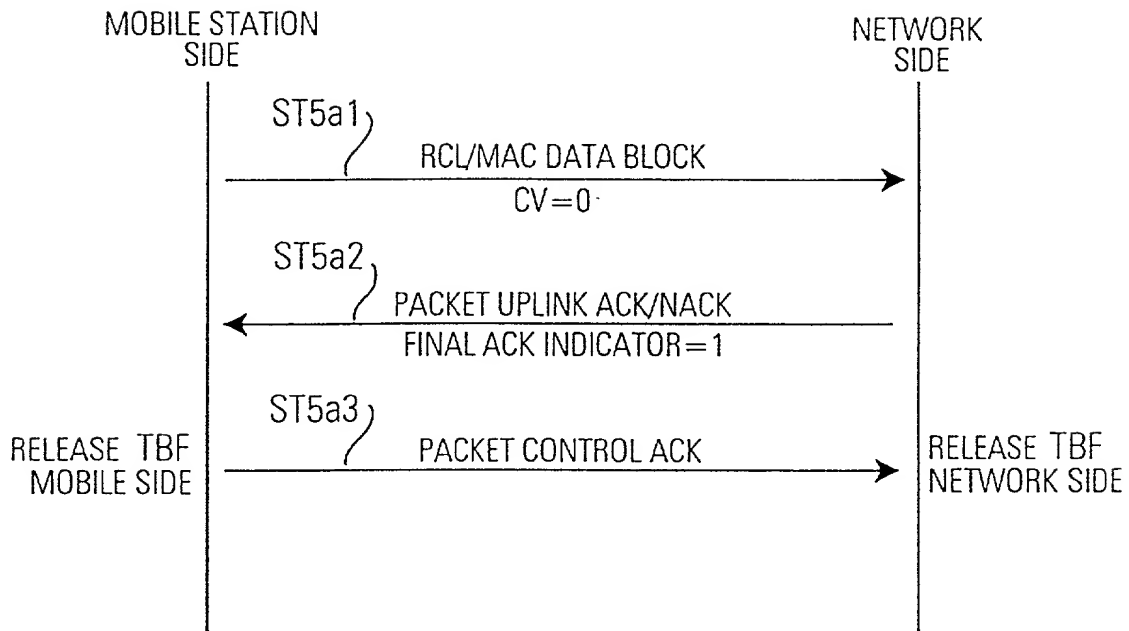 MOBILE STATION
SIDE
NETWORK
SIDE
ST5a1
RCL/MAC DATA BLOCK
CV=0
ST5a2
PACKET UPLINK ACK/NACK
FINAL ACK INDICATOR=1
ST5a3
RELEASE TBF
MOBILE SIDE
PACKET CONTROL ACK
RELEASE TBF
NETWORK SIDE